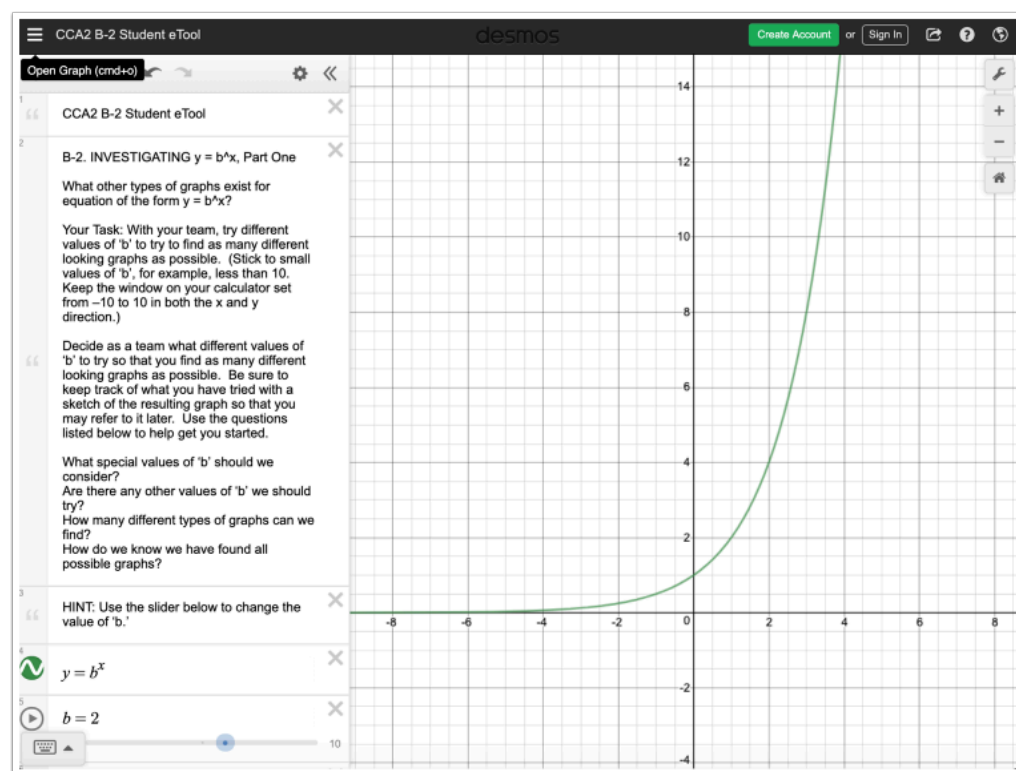 CCA2 B-2 Student eTool
desmos
Create Account or Sign In
Open Graph (cmd+o)
1
CCA2 B-2 Student eTool
2
B-2. INVESTIGATING y = b^x, Part One
What other types of graphs exist for
equation of the form y = b^x?
Your Task: With your team, try different
values of 'b' to try to find as many different
looking graphs as possible. (Stick to small
values of 'b', for example, less than 10.
Keep the window on your calculator set
from –10 to 10 in both the x and y
direction.)
Decide as a team what different values of
'b' to try so that you find as many different
looking graphs as possible. Be sure to
keep track of what you have tried with a
sketch of the resulting graph so that you
may refer to it later. Use the questions
listed below to help get you started.
What special values of 'b' should we
consider?
Are there any other values of 'b' we should
try?
How many different types of graphs can we
find?
How do we know we have found all
possible graphs?
3
HINT: Use the slider below to change the
value of 'b.'
4
y = b^x
5
b = 2
10
14
12
10
8
6
4
2
-8 -6 -4 -2 0 2 4 6 8
-2
-4